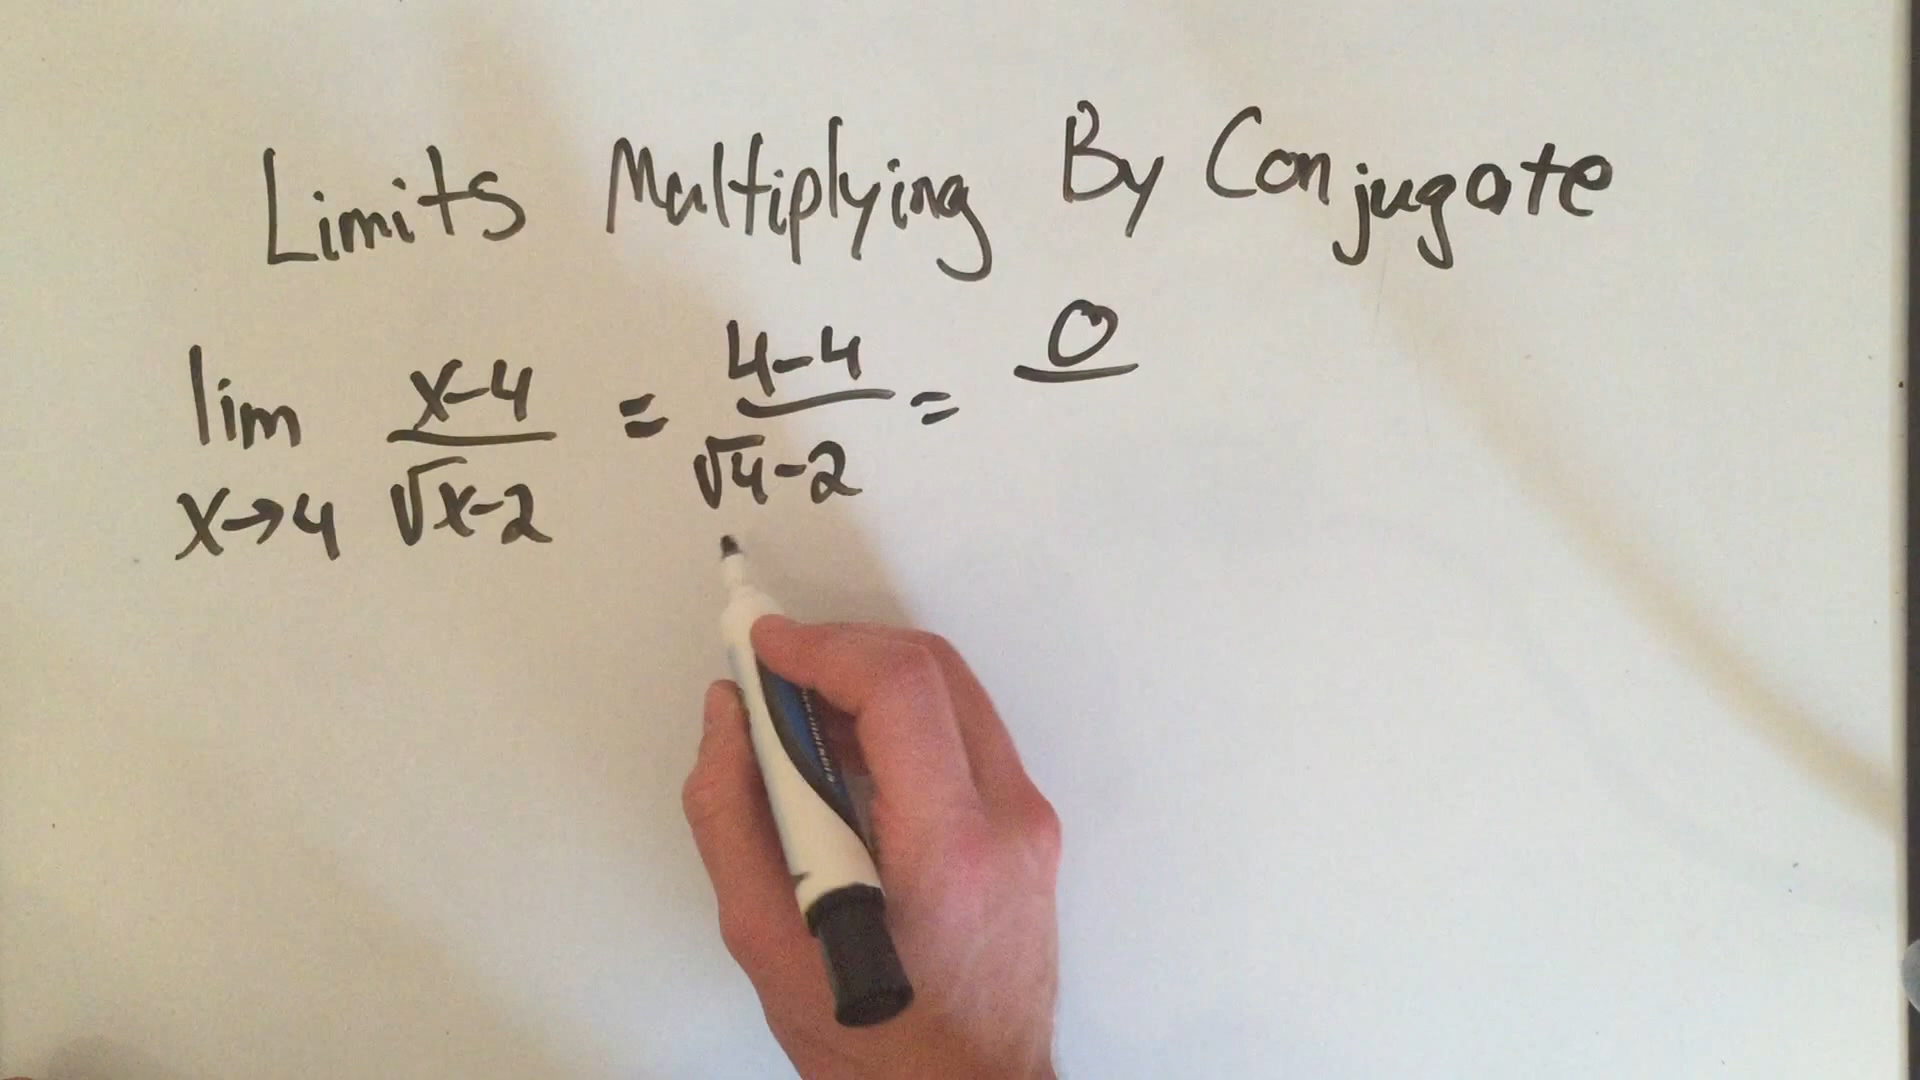 Limits Multiplying By Conjugate
lim x→4 (x-4)/(√x-2) = (4-4)/(√4-2) = 0/